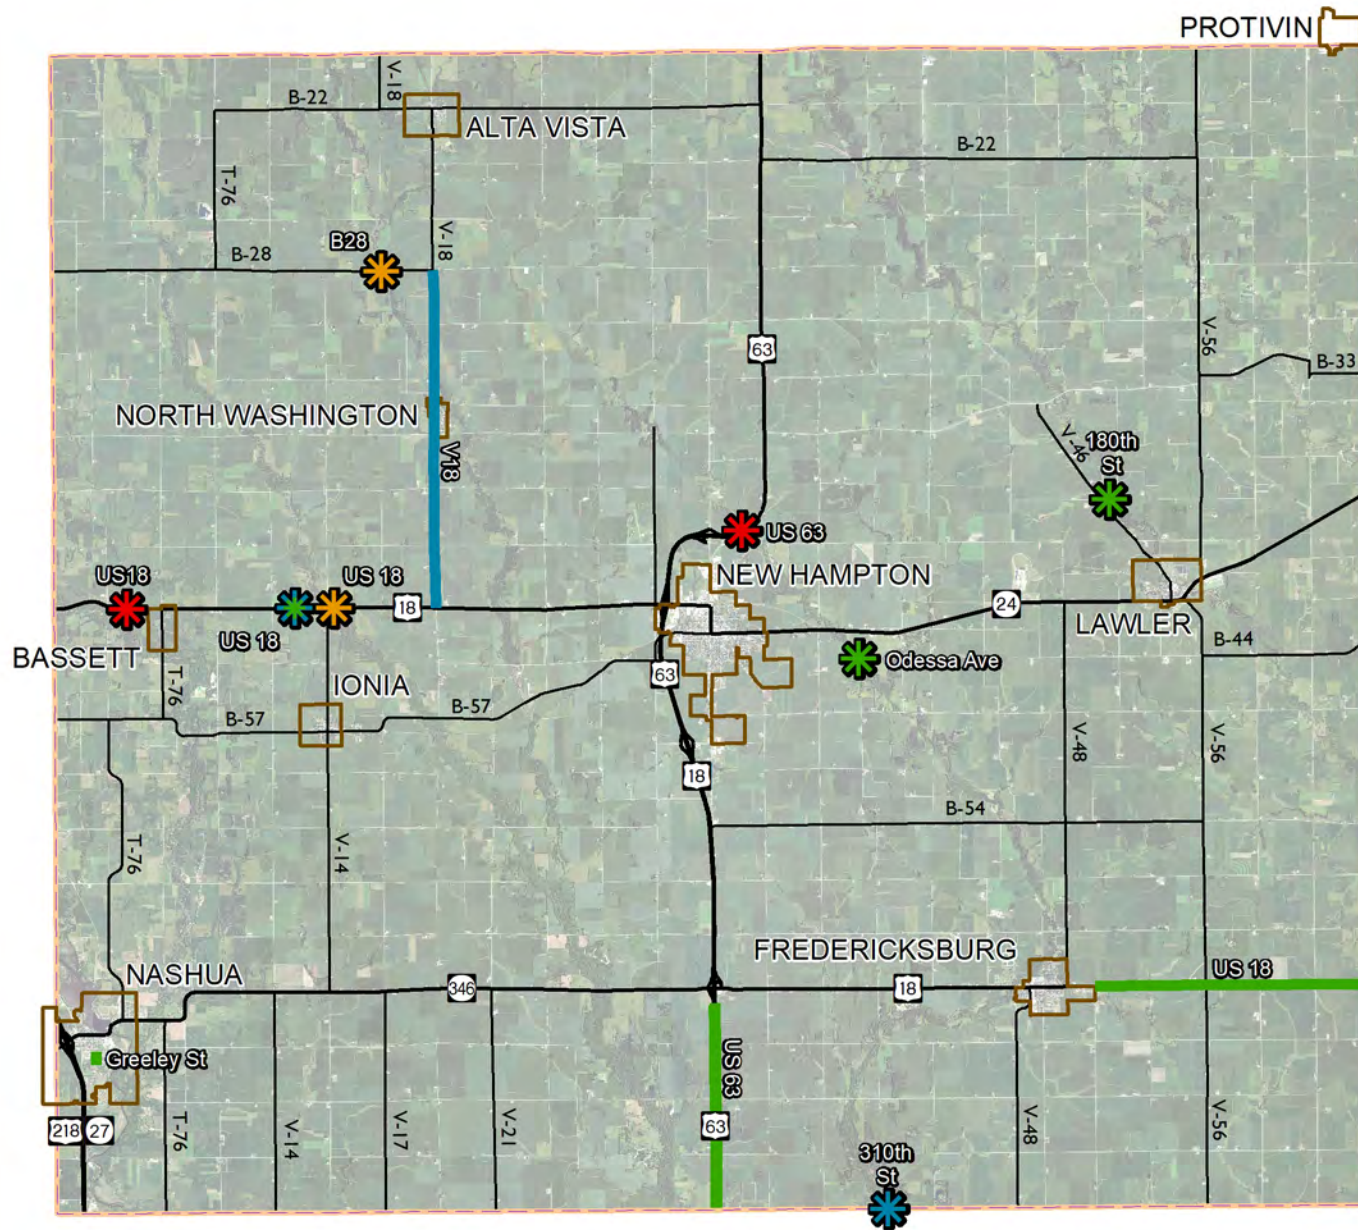 PROTIVIN
V-18
B-22
ALTA VISTA
B-22
T-76
V-18
B28
B-28
63
V-56
B-33
NORTH WASHINGTON
V18
V-46
180th
St
US 63
US18
US 18
18
NEW HAMPTON
24
LAWLER
US 18
BASSETT
B-44
Odessa Ave
63
T-76
IONIA
B-57
B-57
V-48
V-56
18
B-54
T-76
V-14
FREDERICKSBURG
NASHUA
US 18
346
18
Greeley St
US 63
218
27
T-76
V-14
V-17
V-21
63
V-48
V-56
310th
St